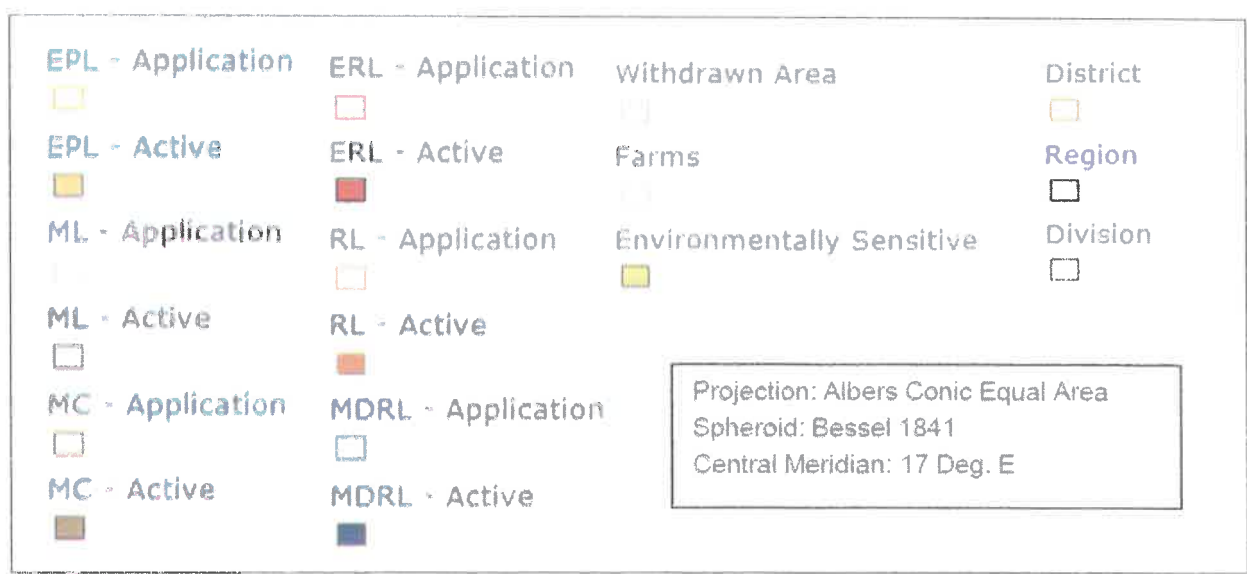 EPL - Application
EPL - Active
ML - Application
ML - Active
MC - Application
MC - Active
ERL - Application
ERL - Active
RL - Application
RL - Active
MDRL - Application
MDRL - Active
Withdrawn Area
Farms
Environmentally Sensitive
District
Region
Division
Projection: Albers Conic Equal Area
Spheroid: Bessel 1841
Central Meridian: 17 Deg. E